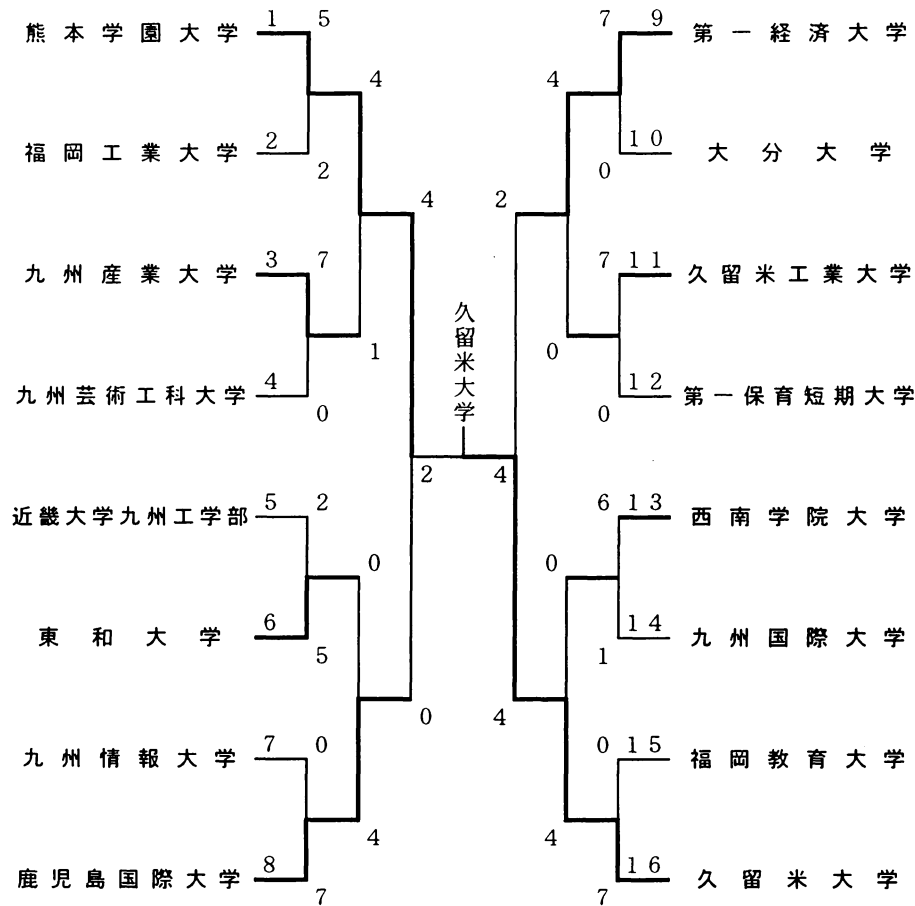 熊本学園大学 1 5
4
福岡工業大学 2
2
4
九州産業大学 3 7
1
九州芸術工科大学 4
0
近畿大学九州工学部 5 2
0
東和大学 6
5
0
九州情報大学 7 0
4
鹿児島国際大学 8
7
久留米大学
2 4
7 9 第一経済大学
4
10 大分大学
0
2
7 11 久留米工業大学
0
12 第一保育短期大学
0
6 13 西南学院大学
0
14 九州国際大学
1
4
0 15 福岡教育大学
4
16 久留米大学
7